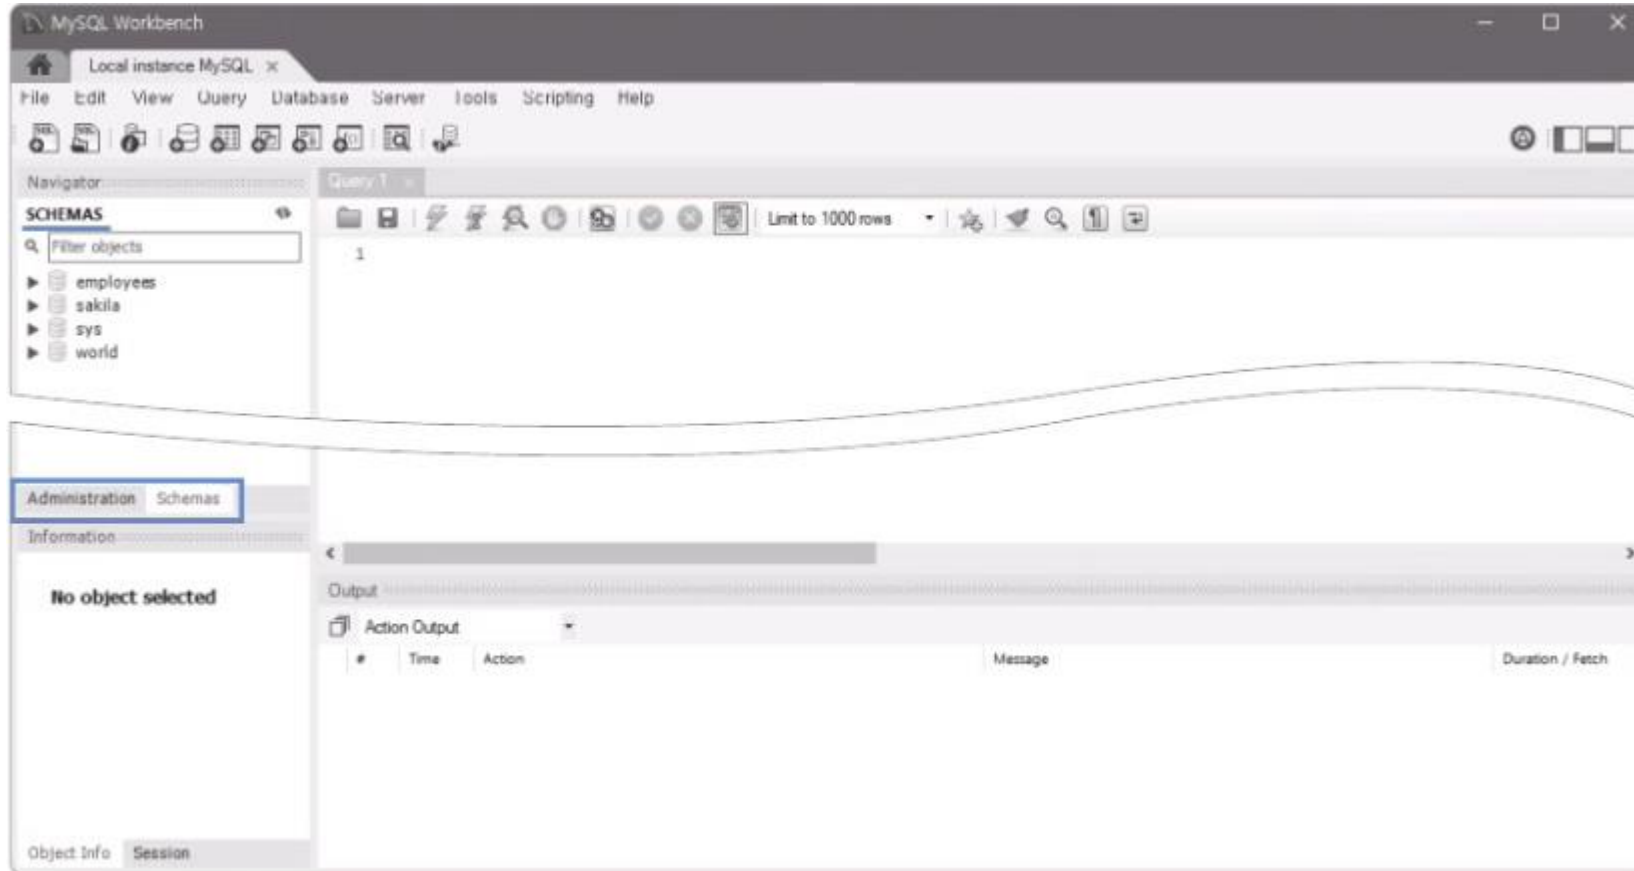 MySQL Workbench
Local instance MySQL
File Edit View Query Database Server Tools Scripting Help
Navigator
Query 1
SCHEMAS
Limit to 1000 rows
Filter objects
1
employees
sakila
sys
world
Administration Schemas
Information
No object selected
Output
Action Output
# Time Action Message Duration / Fetch
Object Info Session